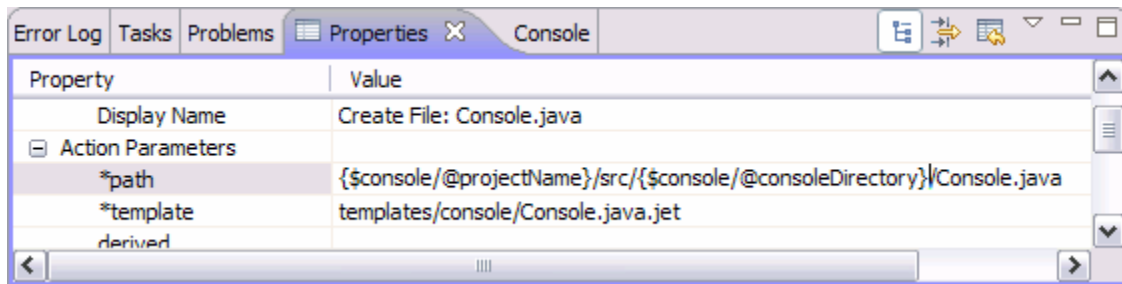 Error Log Tasks Problems Properties Console
Property Value
Display Name Create File: Console.java
Action Parameters
*path {$console/@projectName}/src/{$console/@consoleDirectory}/Console.java
*template templates/console/Console.java.jet
derived